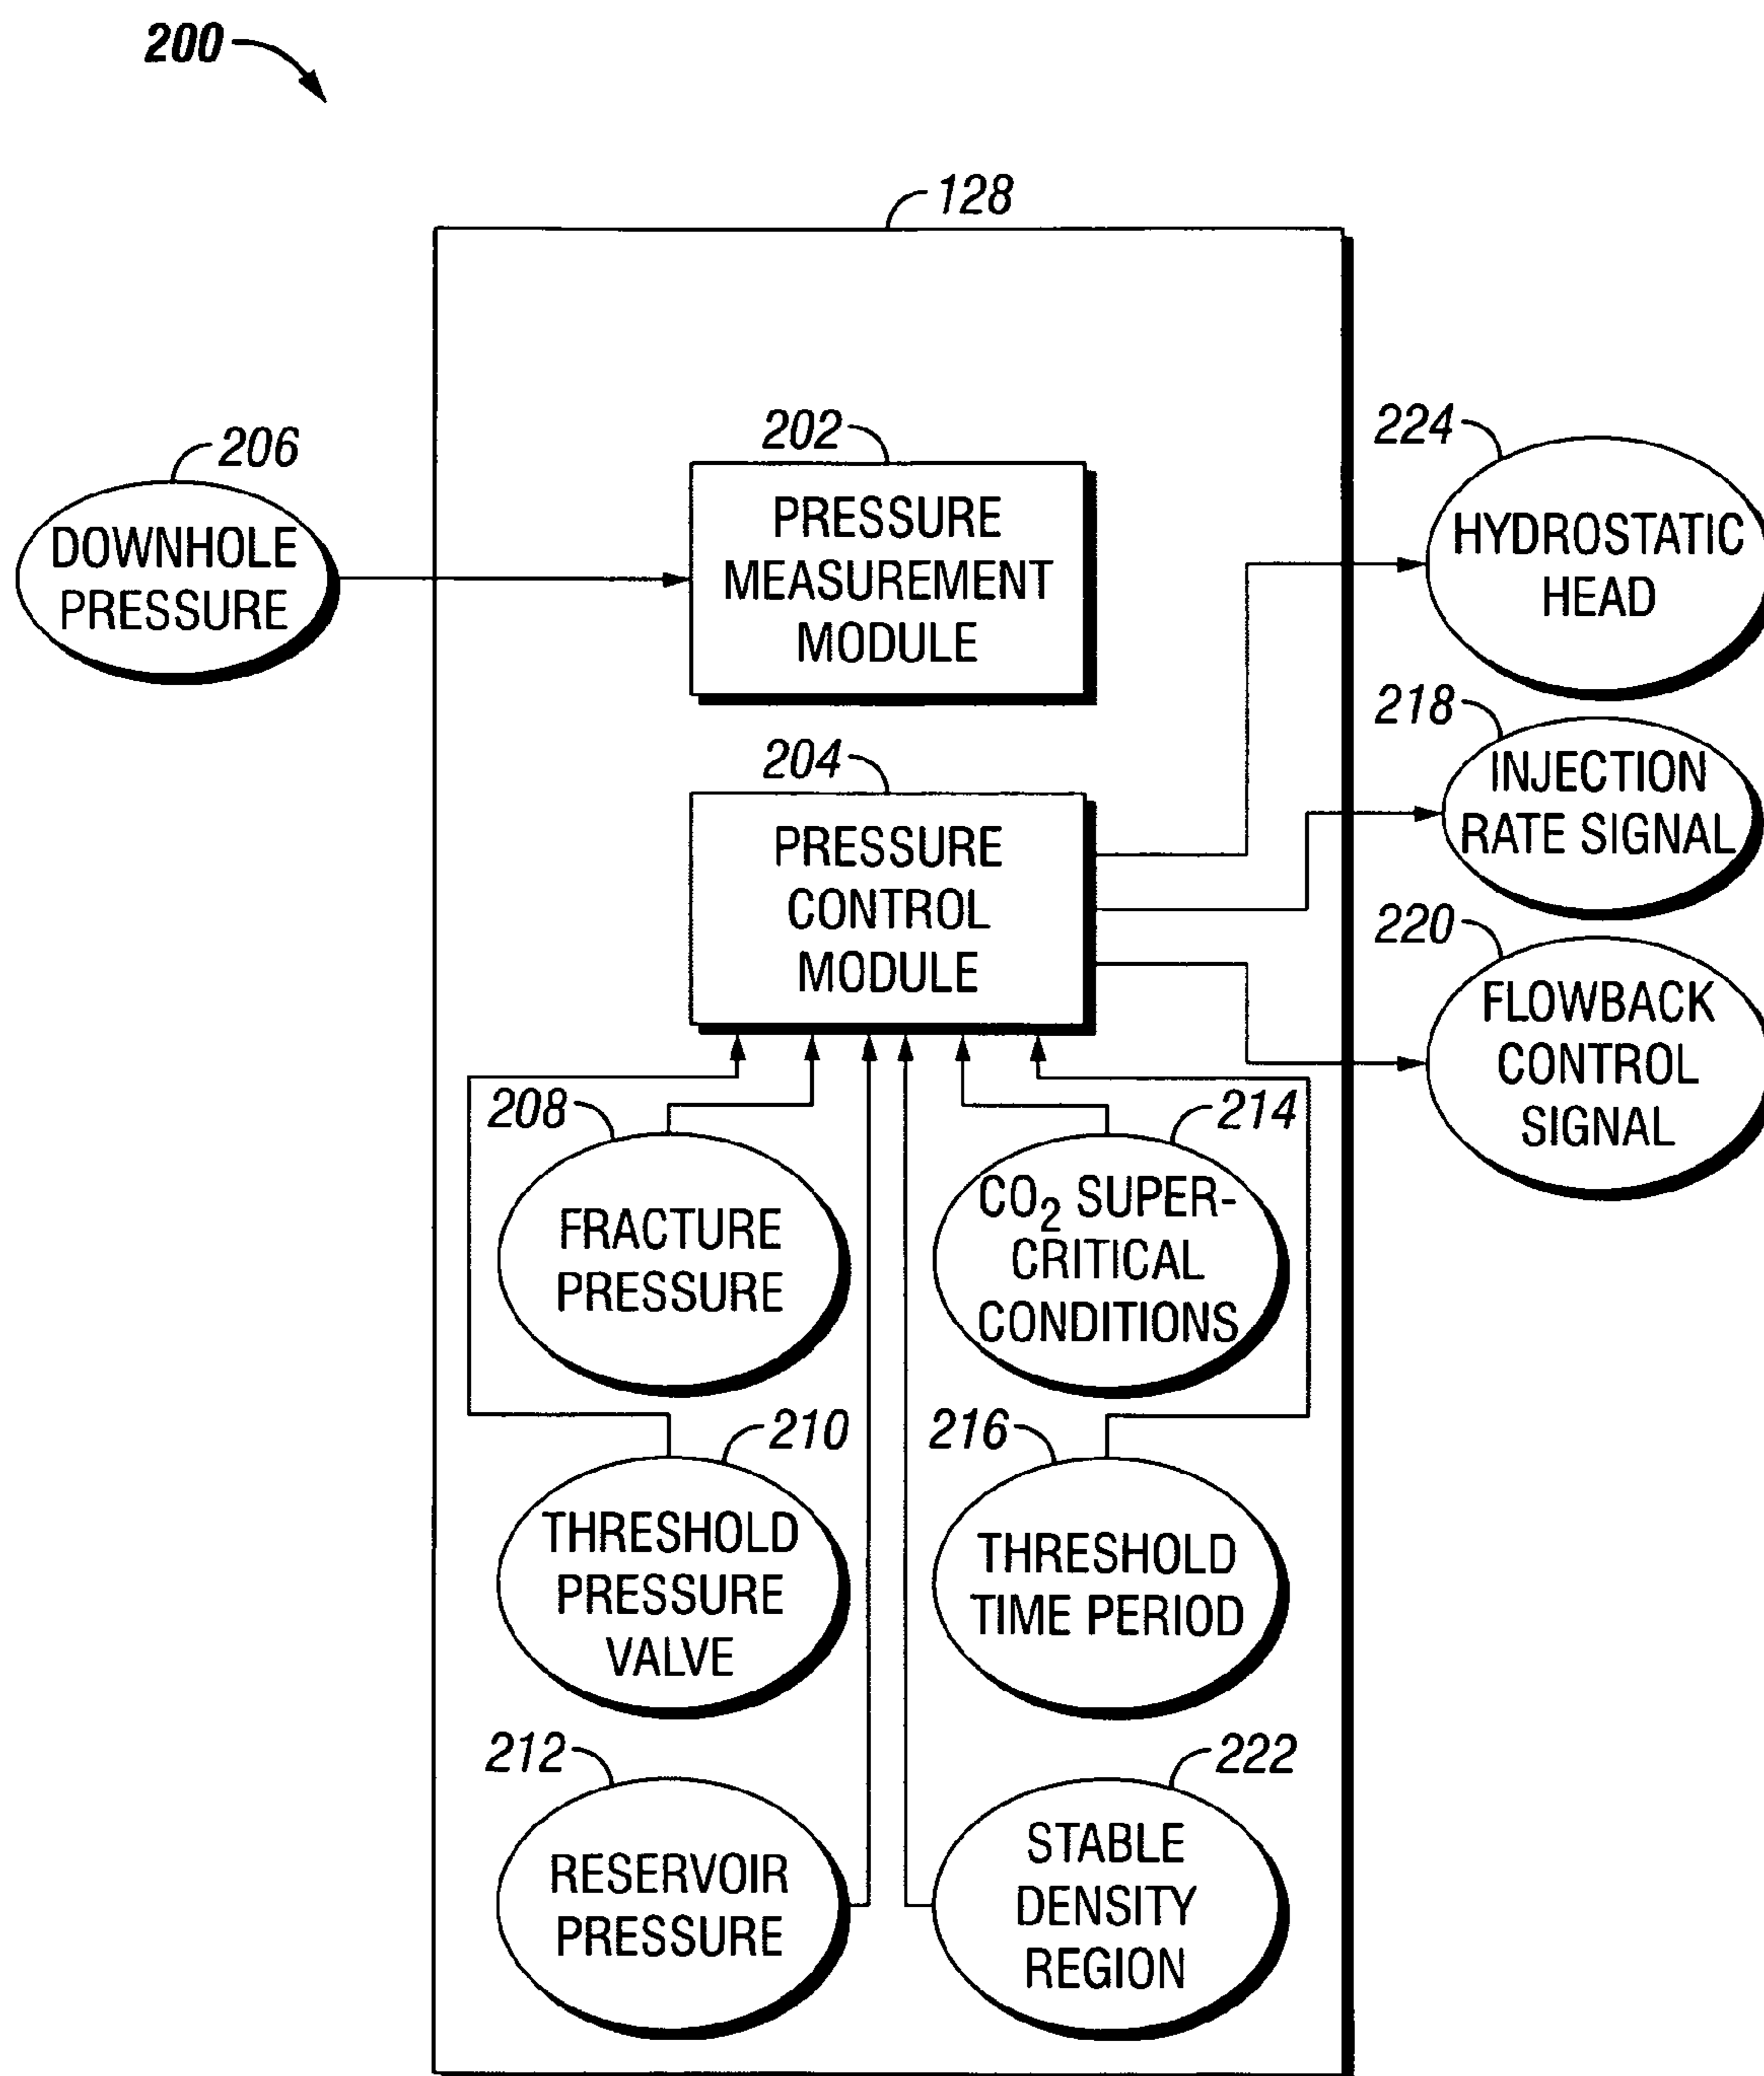 200
128
206
DOWNHOLE
PRESSURE
202
PRESSURE
MEASUREMENT
MODULE
224
HYDROSTATIC
HEAD
204
PRESSURE
CONTROL
MODULE
218
INJECTION
RATE SIGNAL
220
FLOWBACK
CONTROL
SIGNAL
208
FRACTURE
PRESSURE
214
CO₂ SUPER-
CRITICAL
CONDITIONS
210
THRESHOLD
PRESSURE
VALVE
216
THRESHOLD
TIME PERIOD
212
RESERVOIR
PRESSURE
222
STABLE
DENSITY
REGION